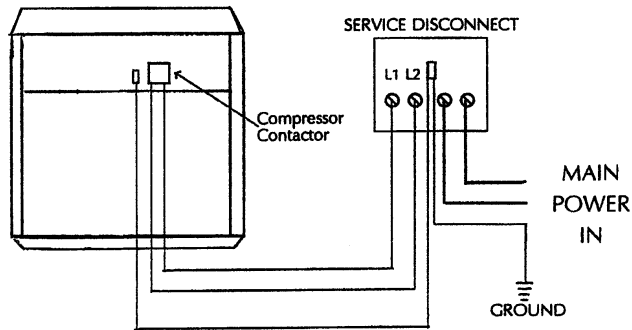 SERVICE DISCONNECT
L1 L2
Compressor
Contactor
MAIN
POWER
IN
GROUND